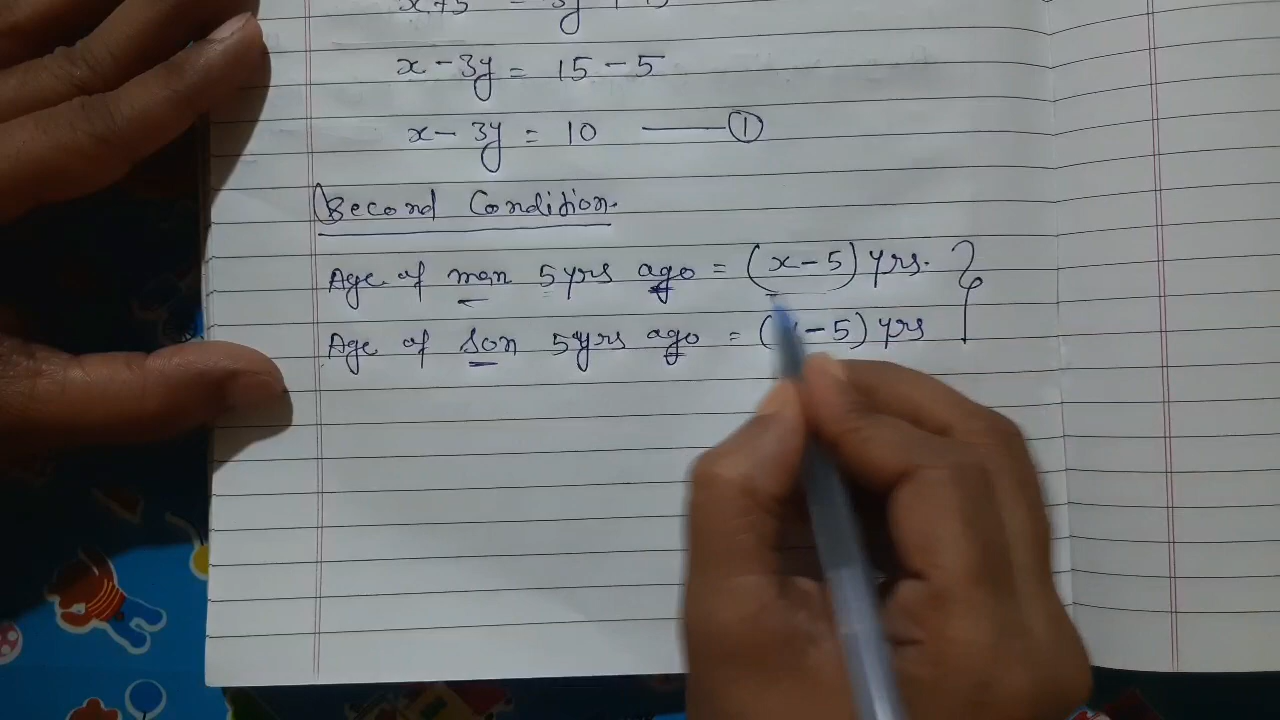 x - 3y = 15 - 5
x - 3y = 10 —— ①
Second Condition.
Age of man 5 yrs ago = (x - 5) yrs.
Age of son 5 yrs ago = ( - 5) yrs